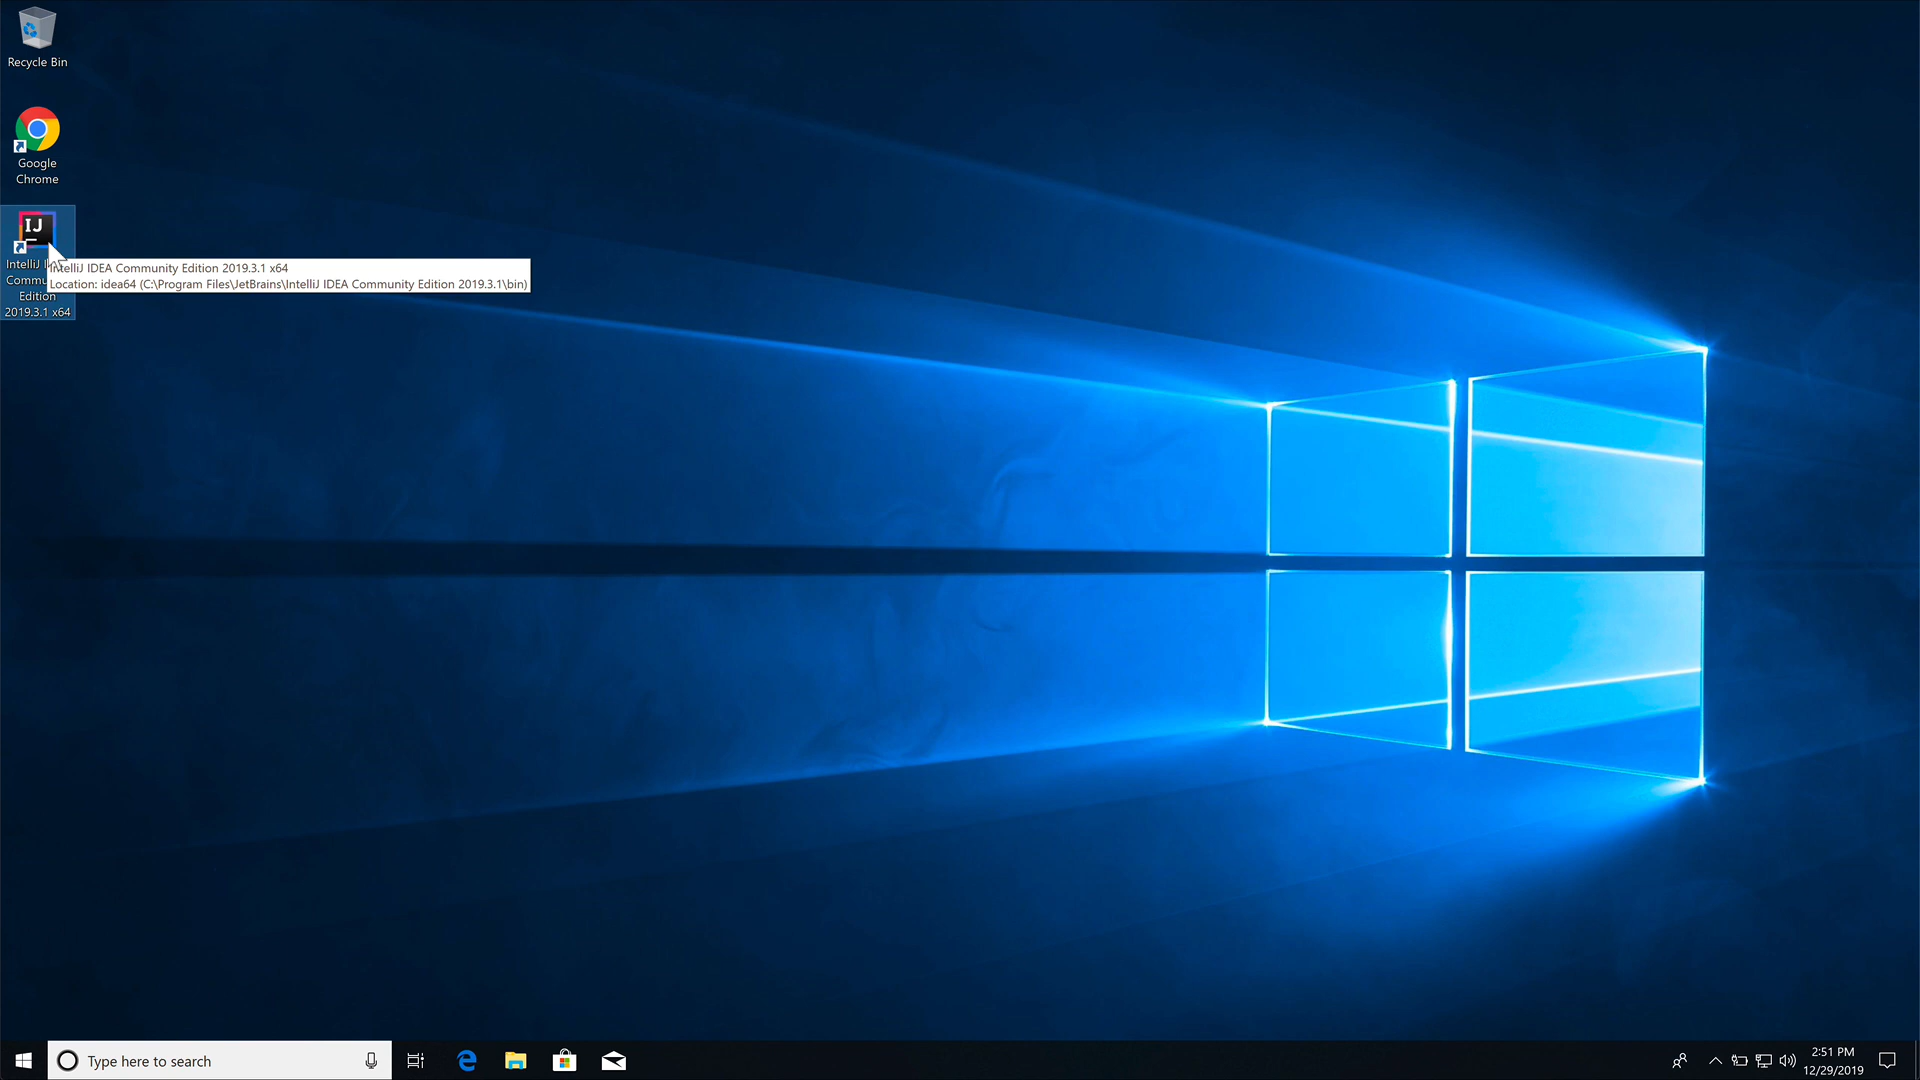 Recycle Bin
Google
Chrome
IJ
IntelliJ
Commu
Edition
2019.3.1 x64
IntelliJ IDEA Community Edition 2019.3.1 x64
Location: idea64 (C:\Program Files\JetBrains\IntelliJ IDEA Community Edition 2019.3.1\bin)
Type here to search
2:51 PM
12/29/2019